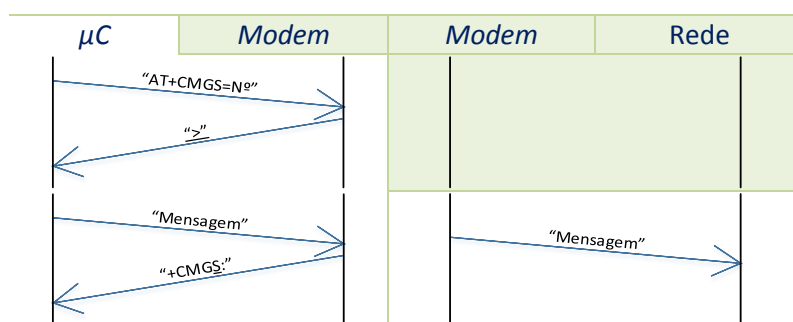 μC Modem Modem Rede
“AT+CMGS=Nº”
“>”
“Mensagem” “Mensagem”
“+CMGS:”